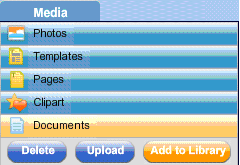 Media
Photos
Templates
Pages
Clipart
Documents
Delete Upload Add to Library